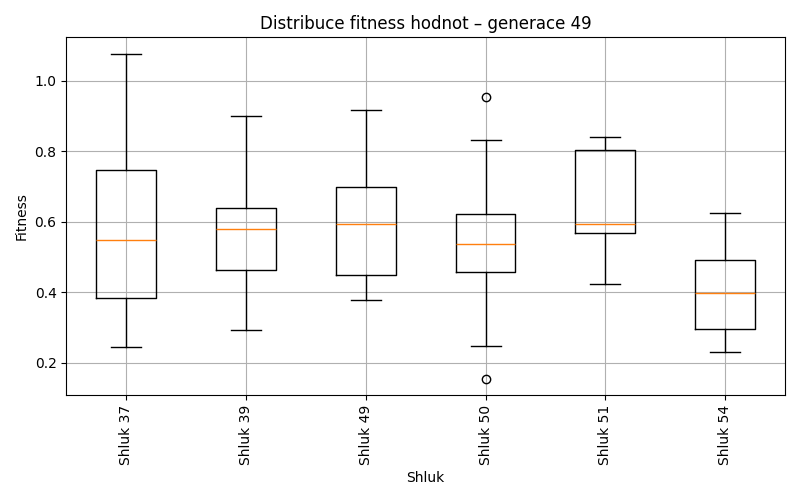 Distribuce fitness hodnot – generace 49
Fitness
1.0
0.8
0.6
0.4
0.2
Shluk 37
Shluk 39
Shluk 49
Shluk 50
Shluk 51
Shluk 54
Shluk